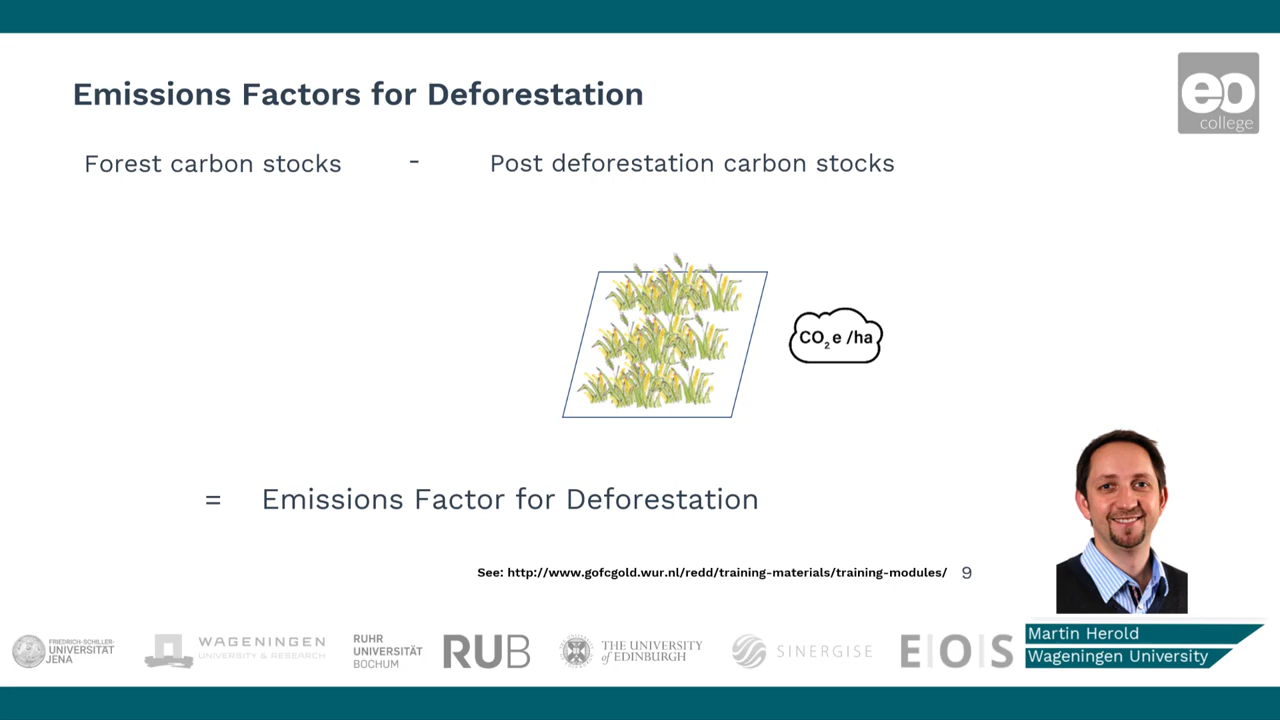 Emissions Factors for Deforestation
eo
college
Forest carbon stocks - Post deforestation carbon stocks
CO2e /ha
= Emissions Factor for Deforestation
See: http://www.gofcgold.wur.nl/redd/training-materials/training-modules/ 9
Martin Herold
Wageningen University
FRIEDRICH-SCHILLER-
UNIVERSITÄT
JENA
WAGENINGEN
UNIVERSITY & RESEARCH
RUHR
UNIVERSITÄT
BOCHUM
RUB
THE UNIVERSITY
of EDINBURGH
SINERGISE
E|O|S